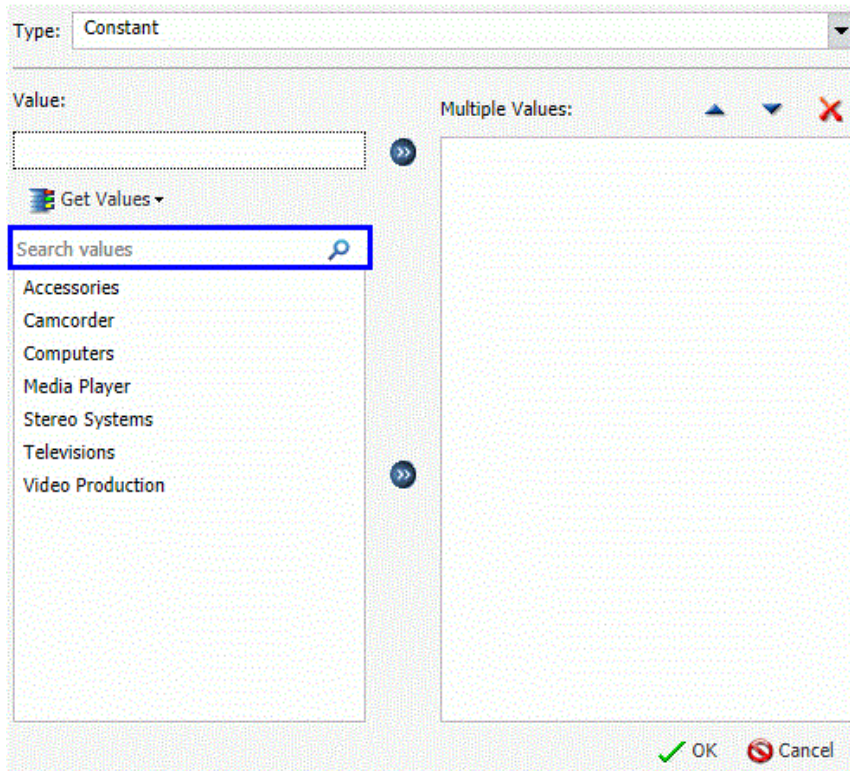 Type: Constant
Value:
Multiple Values:
Get Values
Search values
Accessories
Camcorder
Computers
Media Player
Stereo Systems
Televisions
Video Production
OK Cancel